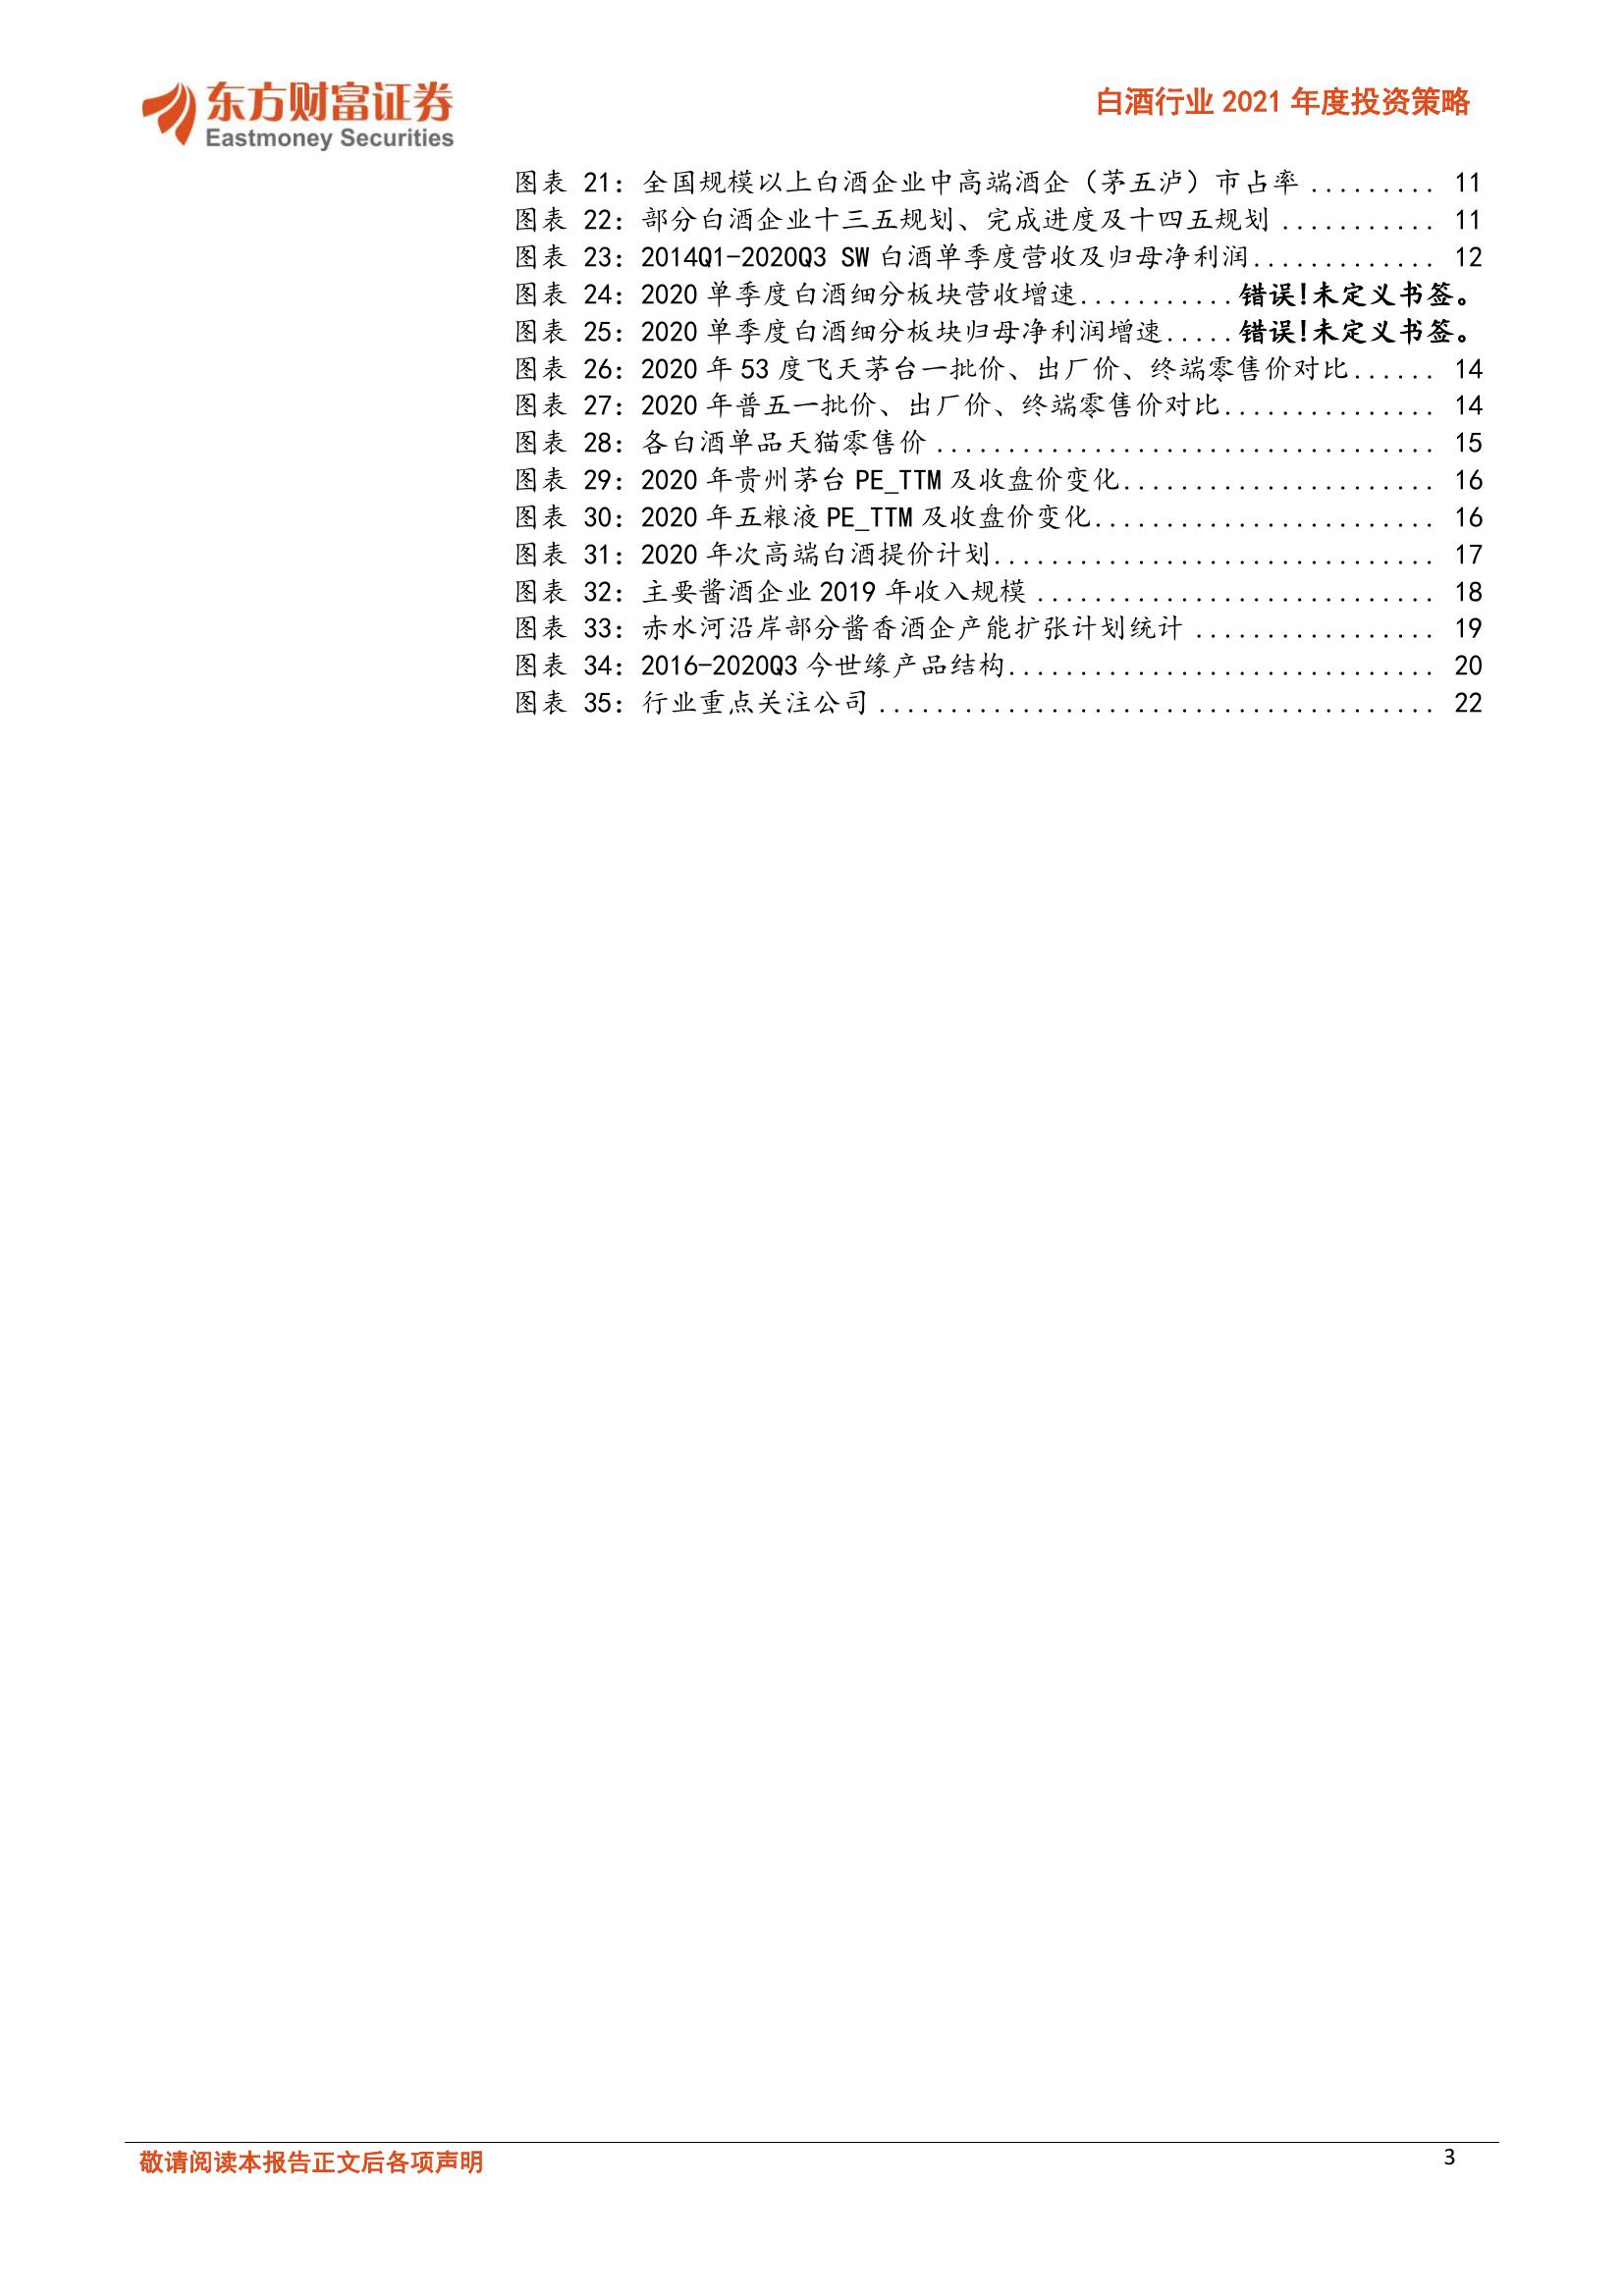 东方财富证券
Eastmoney Securities
白酒行业 2021 年度投资策略
图表 21：全国规模以上白酒企业中高端酒企（茅五泸）市占率 ......... 11
图表 22：部分白酒企业十三五规划、完成进度及十四五规划 ........... 11
图表 23：2014Q1-2020Q3 SW 白酒单季度营收及归母净利润............. 12
图表 24：2020 单季度白酒细分板块营收增速...........错误!未定义书签。
图表 25：2020 单季度白酒细分板块归母净利润增速.....错误!未定义书签。
图表 26：2020 年 53 度飞天茅台一批价、出厂价、终端零售价对比...... 14
图表 27：2020 年普五一批价、出厂价、终端零售价对比............... 14
图表 28：各白酒单品天猫零售价 ................................... 15
图表 29：2020 年贵州茅台 PE_TTM 及收盘价变化...................... 16
图表 30：2020 年五粮液 PE_TTM 及收盘价变化........................ 16
图表 31：2020 年次高端白酒提价计划............................... 17
图表 32：主要酱酒企业 2019 年收入规模 ............................ 18
图表 33：赤水河沿岸部分酱香酒企产能扩张计划统计 ................. 19
图表 34：2016-2020Q3 今世缘产品结构.............................. 20
图表 35：行业重点关注公司 ....................................... 22
敬请阅读本报告正文后各项声明
3